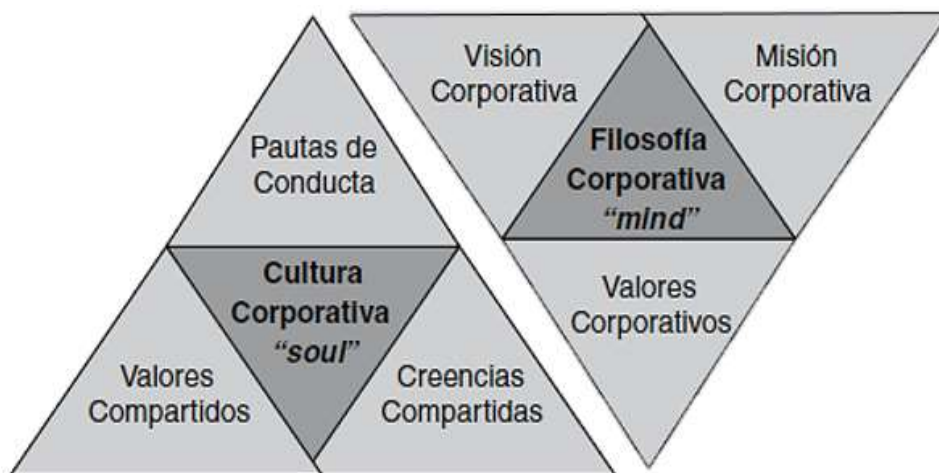 Pautas de
Conducta
Cultura
Corporativa
“soul”
Valores
Compartidos
Creencias
Compartidas
Visión
Corporativa
Misión
Corporativa
Filosofía
Corporativa
“mind”
Valores
Corporativos